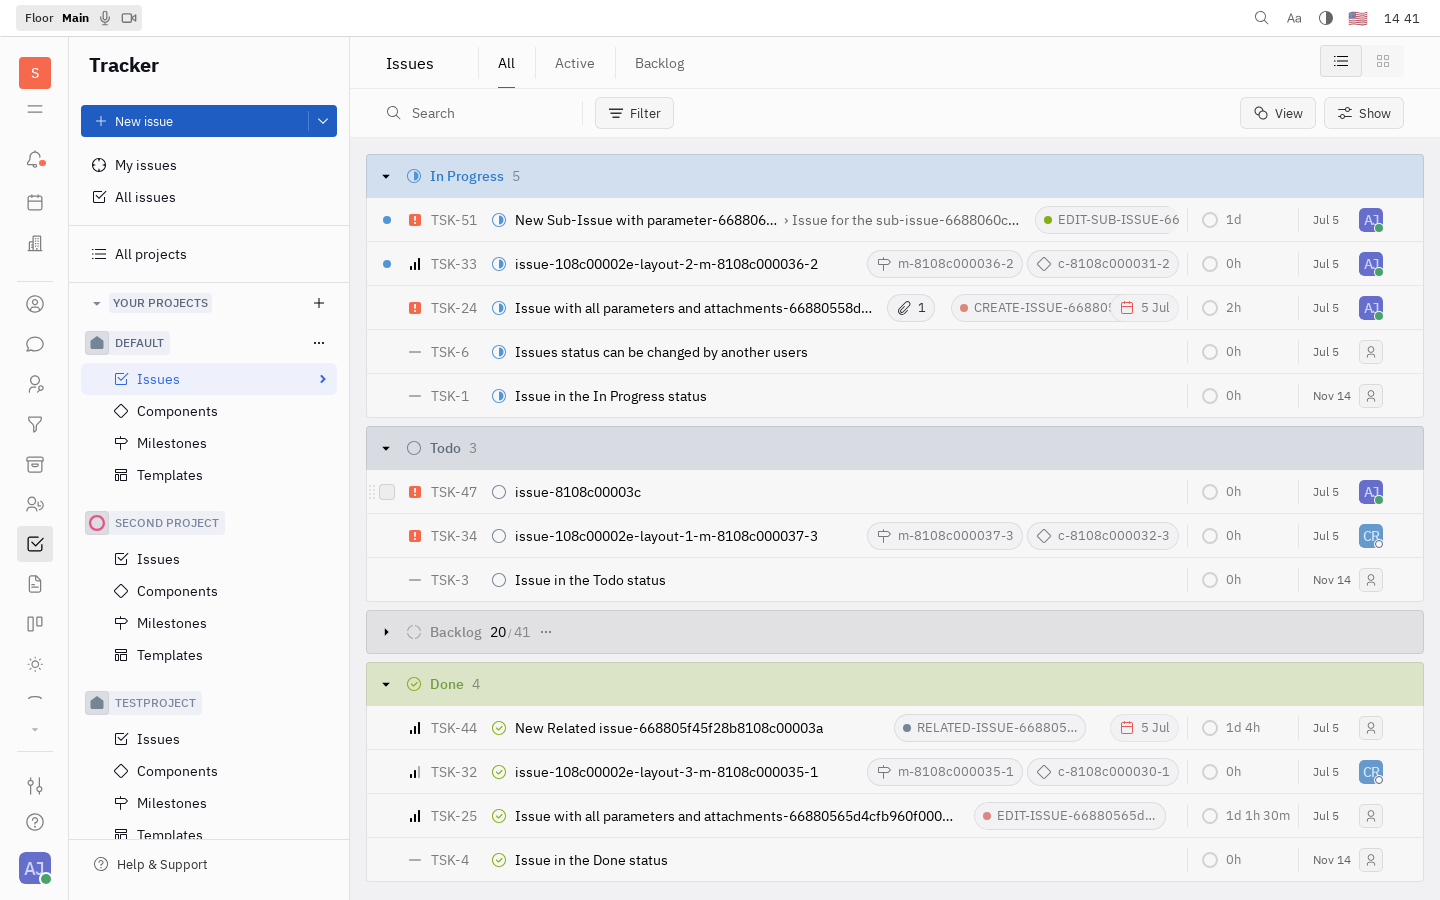 Floor Main
Aa
14 41
S
Tracker
New issue
My issues
All issues
All projects
YOUR PROJECTS
DEFAULT
Issues
Components
Milestones
Templates
SECOND PROJECT
Issues
Components
Milestones
Templates
TESTPROJECT
Issues
Components
Milestones
Templates
Help & Support
AJ
Issues
All
Active
Backlog
Search
Filter
View
Show
In Progress 5
TSK-51 New Sub-Issue with parameter-668806... › Issue for the sub-issue-6688060c... EDIT-SUB-ISSUE-66 1d Jul 5 AJ
TSK-33 issue-108c00002e-layout-2-m-8108c000036-2 m-8108c000036-2 c-8108c000031-2 0h Jul 5 AJ
TSK-24 Issue with all parameters and attachments-66880558d... 1 CREATE-ISSUE-66880 5 Jul 2h Jul 5 AJ
TSK-6 Issues status can be changed by another users 0h Jul 5
TSK-1 Issue in the In Progress status 0h Nov 14
Todo 3
TSK-47 issue-8108c00003c 0h Jul 5 AJ
TSK-34 issue-108c00002e-layout-1-m-8108c000037-3 m-8108c000037-3 c-8108c000032-3 0h Jul 5 CR
TSK-3 Issue in the Todo status 0h Nov 14
Backlog 20 / 41 ...
Done 4
TSK-44 New Related issue-668805f45f28b8108c00003a RELATED-ISSUE-668805... 5 Jul 1d 4h Jul 5
TSK-32 issue-108c00002e-layout-3-m-8108c000035-1 m-8108c000035-1 c-8108c000030-1 0h Jul 5 CR
TSK-25 Issue with all parameters and attachments-66880565d4cfb960f000... EDIT-ISSUE-66880565d... 1d 1h 30m Jul 5
TSK-4 Issue in the Done status 0h Nov 14